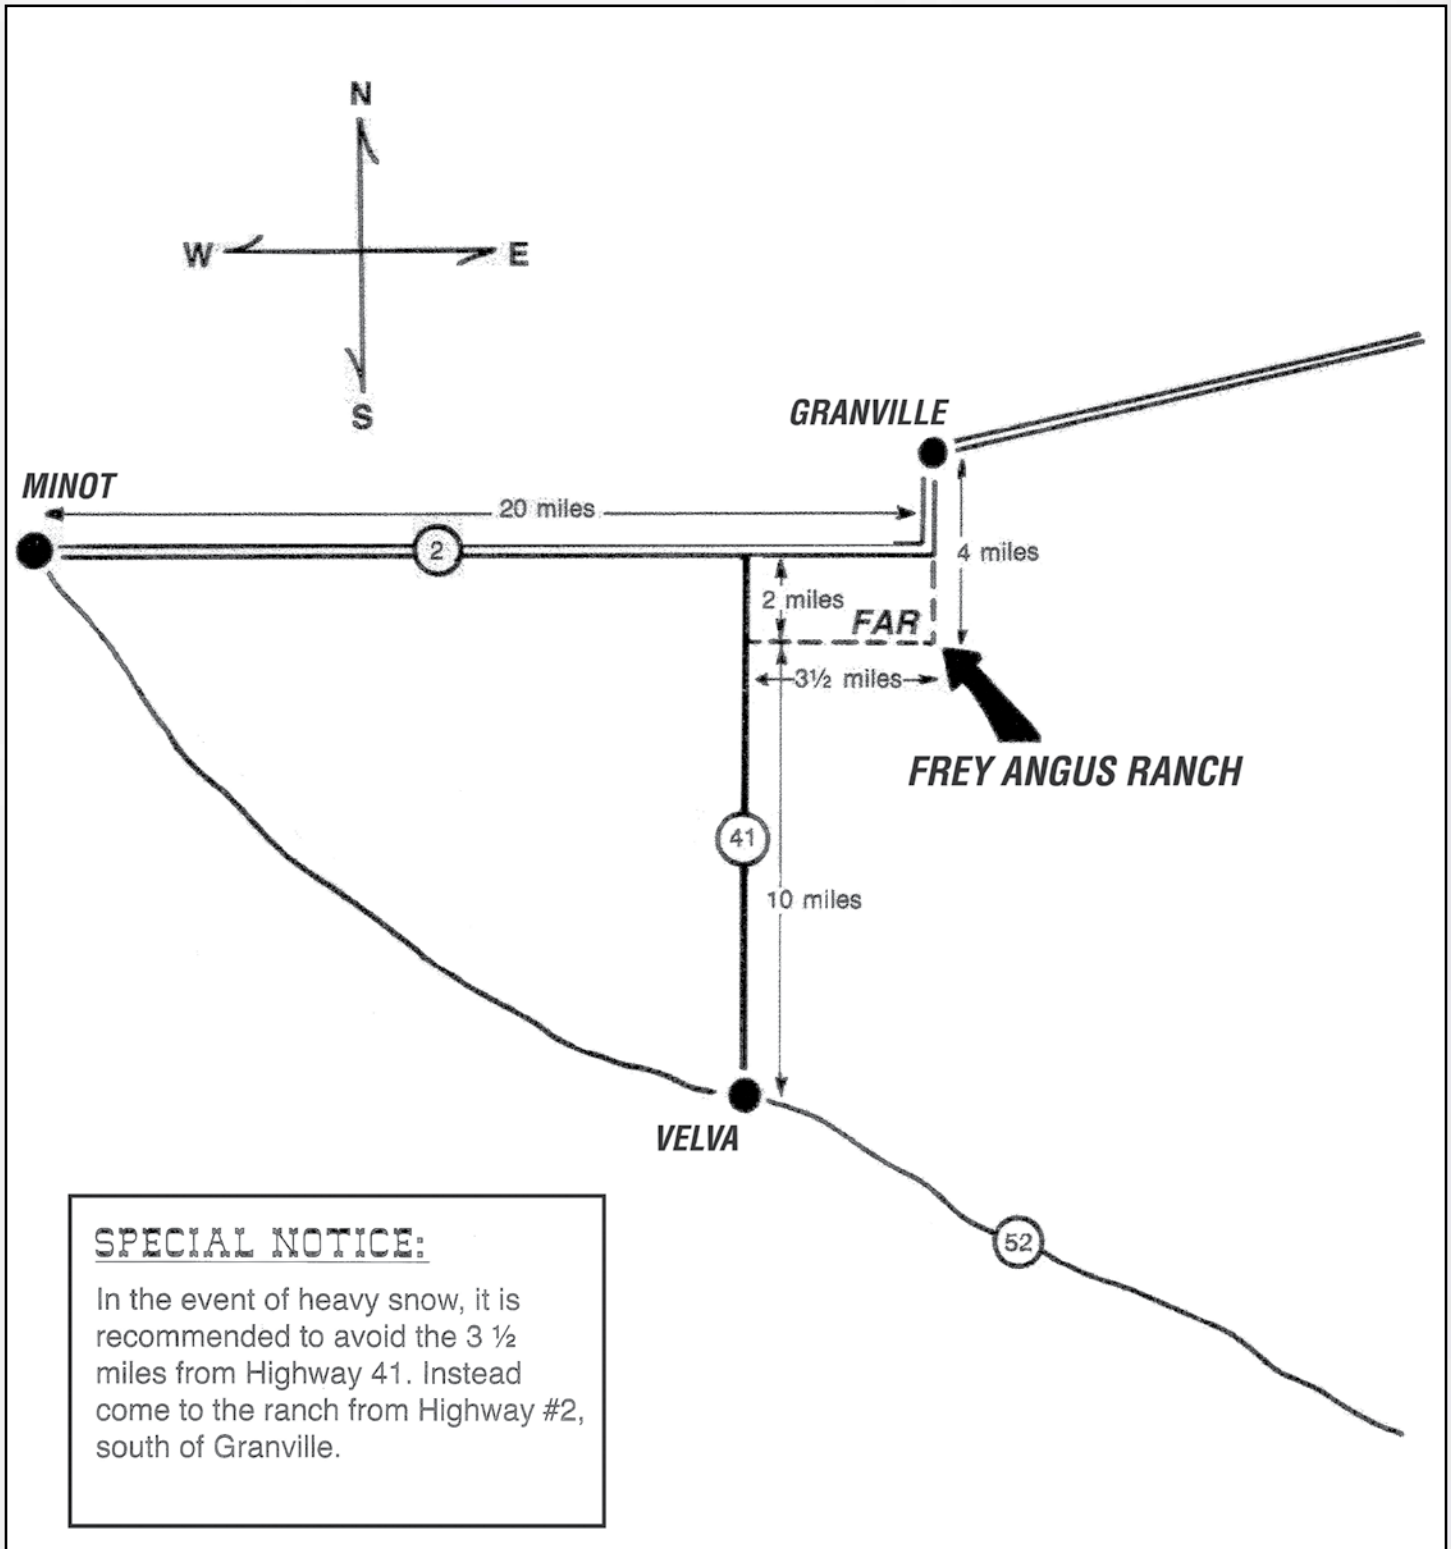 N
W
E
S
GRANVILLE
MINOT
20 miles
2
4 miles
2 miles
FAR
3½ miles
FREY ANGUS RANCH
41
10 miles
VELVA
52
SPECIAL NOTICE:
In the event of heavy snow, it is
recommended to avoid the 3 ½
miles from Highway 41. Instead
come to the ranch from Highway #2,
south of Granville.